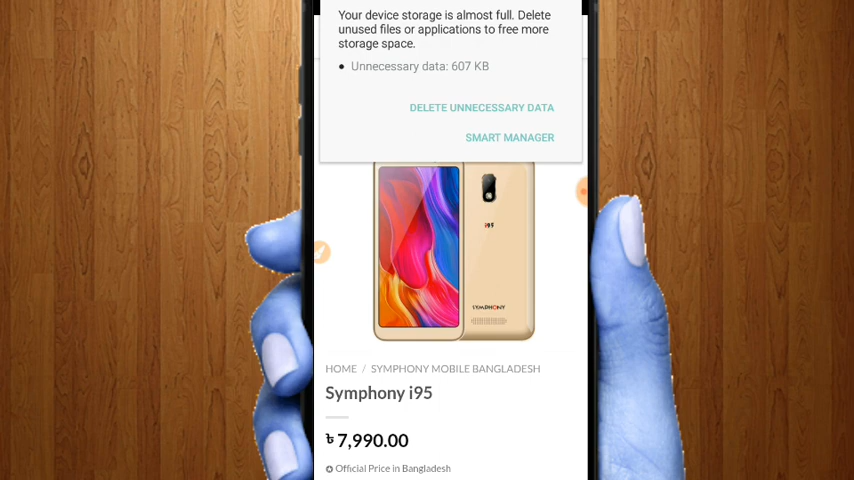 Your device storage is almost full. Delete
unused files or applications to free more
storage space.
● Unnecessary data: 607 KB
DELETE UNNECESSARY DATA
SMART MANAGER
i95
SYMPHONY
HOME / SYMPHONY MOBILE BANGLADESH
Symphony i95
৳ 7,990.00
Official Price in Bangladesh